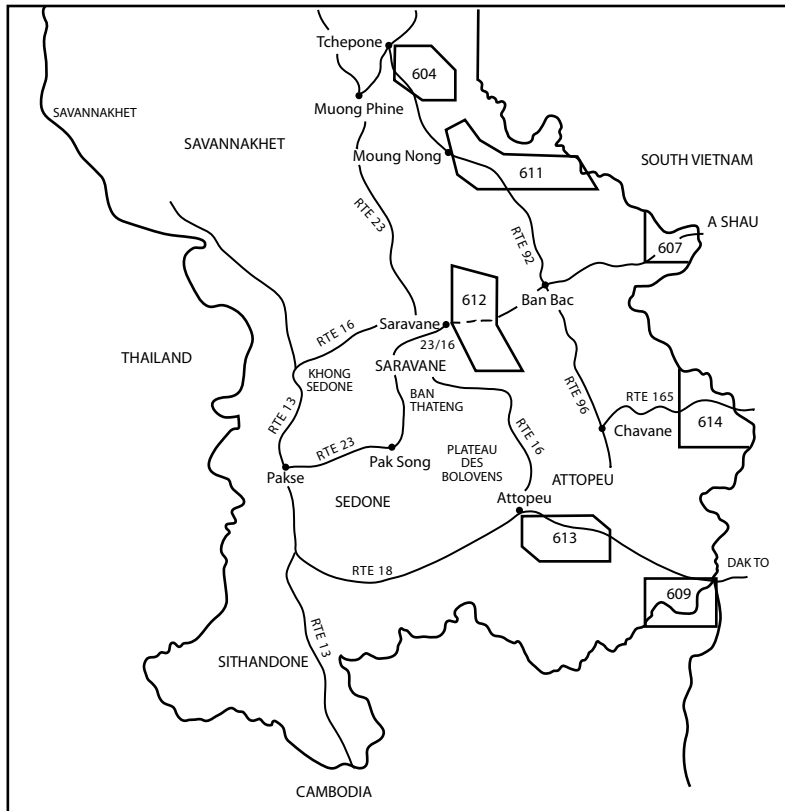 Tchepone
604
SAVANNAKHET
Muong Phine
SAVANNAKHET
Moung Nong
SOUTH VIETNAM
611
RTE 23
A SHAU
RTE 92
607
612
Ban Bac
Saravane
RTE 16
23/16
THAILAND
KHONG
SEDONE
SARAVANE
BAN
THATENG
RTE 13
RTE 96
RTE 165
Chavane
614
RTE 16
RTE 23
Pak Song
PLATEAU
DES
BOLOVENS
Pakse
ATTOPEU
SEDONE
Attopeu
613
DAK TO
RTE 18
609
RTE 13
SITHANDONE
CAMBODIA